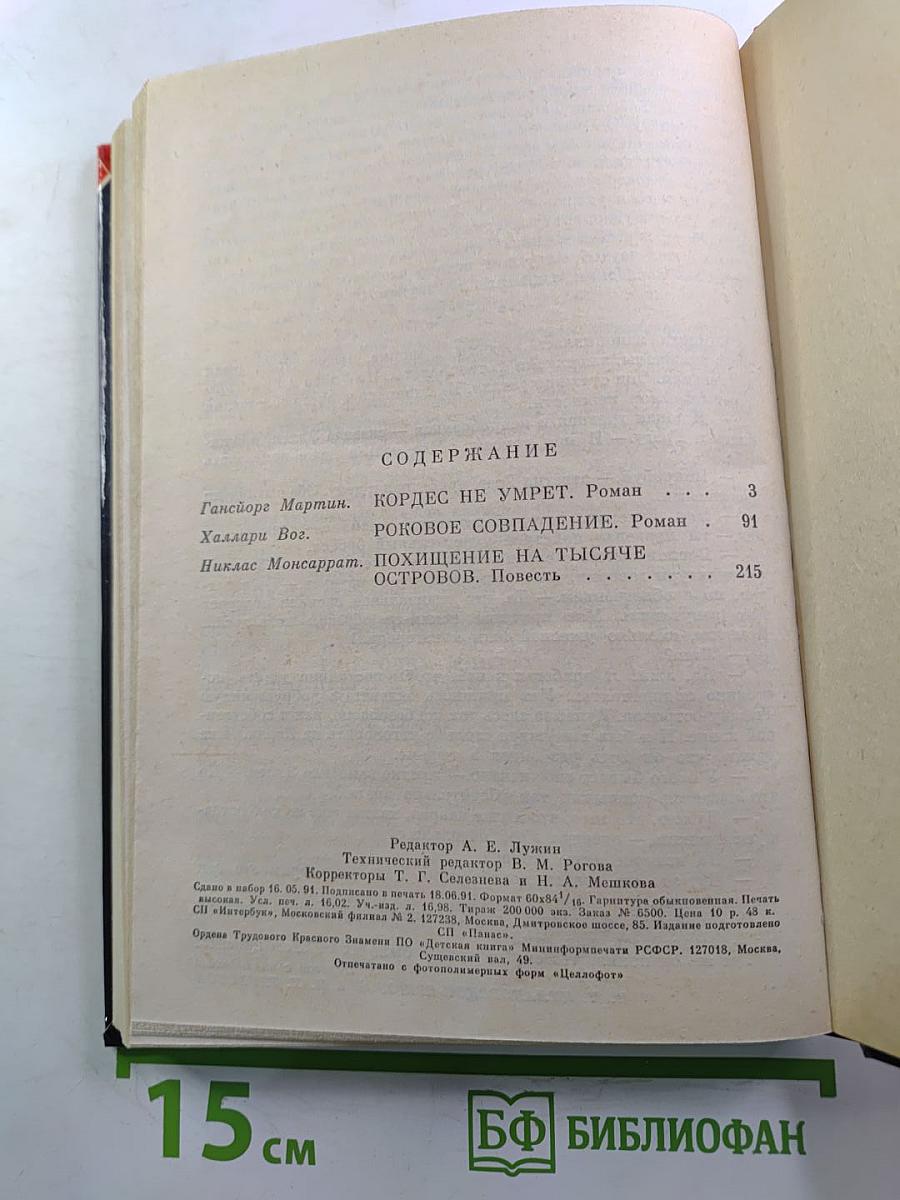 СОДЕРЖАНИЕ
Гансйорг Мартин. КОРДЕС НЕ УМРЕТ. Роман . . . 3
Халлари Вог. РОКОВОЕ СОВПАДЕНИЕ. Роман . 91
Никлас Монсаррат. ПОХИЩЕНИЕ НА ТЫСЯЧЕ
ОСТРОВОВ. Повесть . . . . . . . 215
Редактор А. Е. Лужин
Технический редактор В. М. Рогова
Корректоры Т. Г. Селезнева и Н. А. Мешкова
Сдано в набор 16. 05. 91. Подписано в печать 18.06.91. Формат 60х84¹/₁₆. Гарнитура обыкновенная. Печать
высокая. Усл. печ. л. 16,02. Уч.-изд. л. 16,98. Тираж 200 000 экз. Заказ № 6500. Цена 10 р. 48 к.
СП «Интербук», Московский филиал № 2. 127238, Москва, Дмитровское шоссе, 85. Издание подготовлено
СП «Панас».
Ордена Трудового Красного Знамени ПО «Детская книга» Мининформпечати РСФСР. 127018, Москва,
Сущевский вал, 49.
Отпечатано с фотополимерных форм «Целлофот»
15 см
БФ БИБЛИОФАН